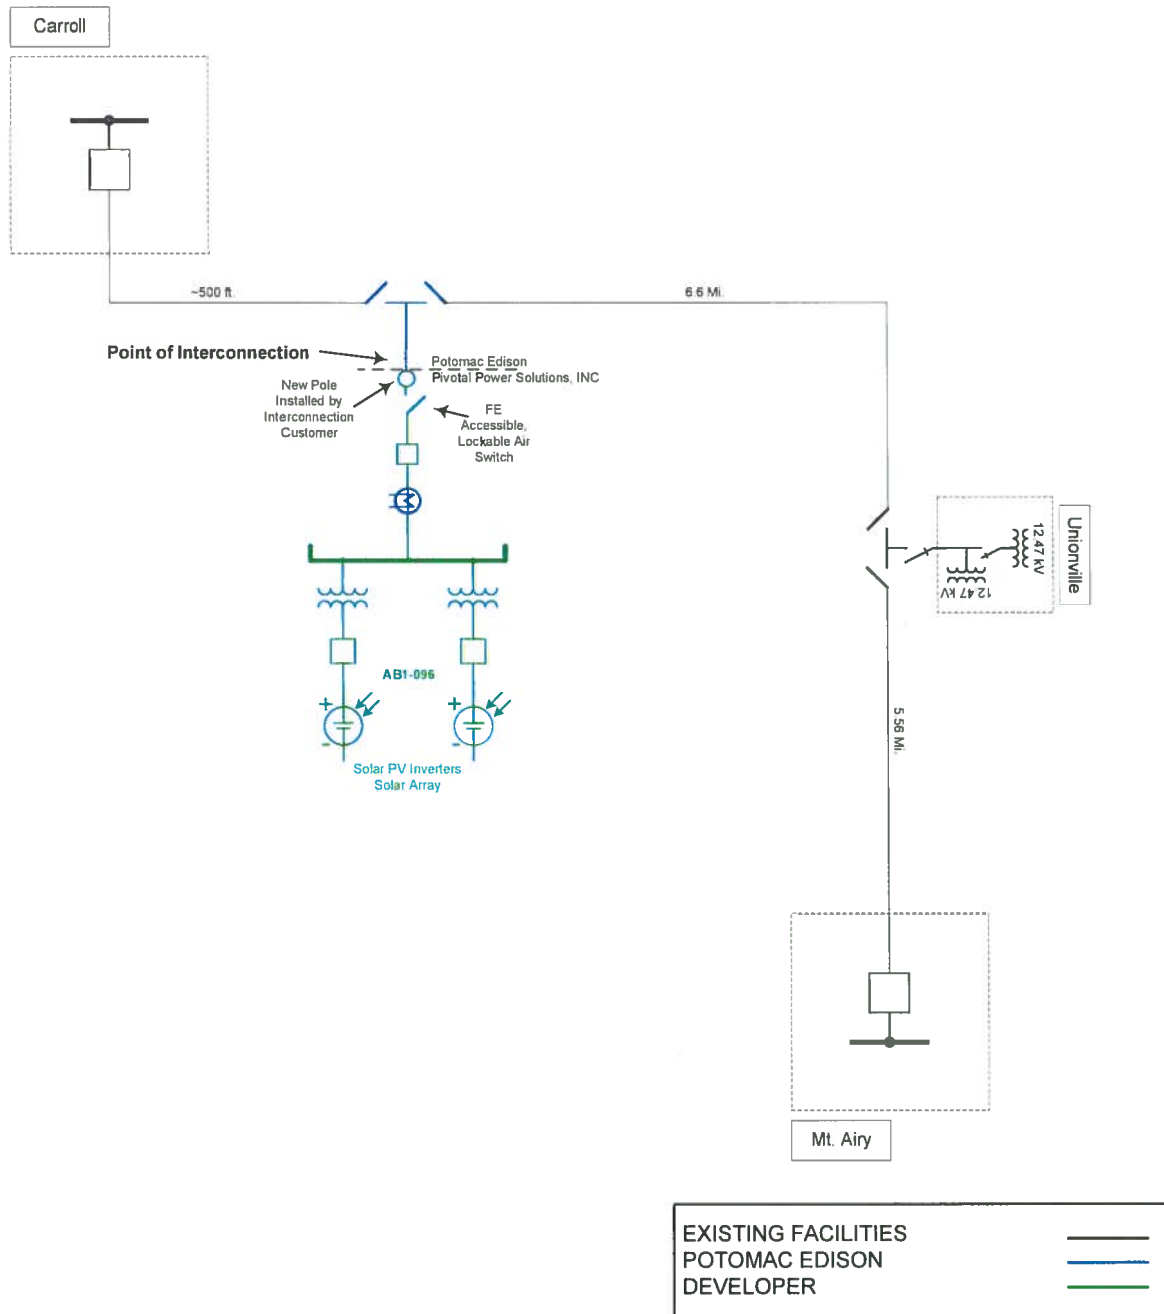 Carroll
~500 ft.
6.6 Mi.
Point of Interconnection
Potomac Edison
Pivotal Power Solutions, INC
New Pole
Installed by
Interconnection
Customer
FE
Accessible,
Lockable Air
Switch
Unionville
12.47 kV
12.47 kV
AB1-096
+
+
-
-
Solar PV Inverters
Solar Array
5.56 Mi.
Mt. Airy
EXISTING FACILITIES
POTOMAC EDISON
DEVELOPER